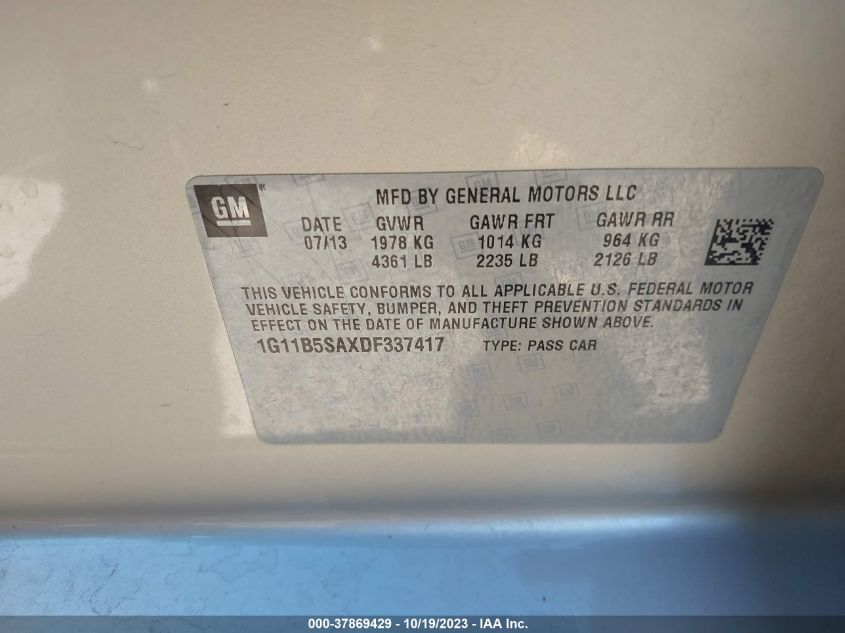 GM ®
MFD BY GENERAL MOTORS LLC
DATE GVWR GAWR FRT GAWR RR
07/13 1978 KG 1014 KG 964 KG
4361 LB 2235 LB 2126 LB
THIS VEHICLE CONFORMS TO ALL APPLICABLE U.S. FEDERAL MOTOR
VEHICLE SAFETY, BUMPER, AND THEFT PREVENTION STANDARDS IN
EFFECT ON THE DATE OF MANUFACTURE SHOWN ABOVE.
1G11B5SAXDF337417 TYPE: PASS CAR
000-37869429 - 10/19/2023 - IAA Inc.